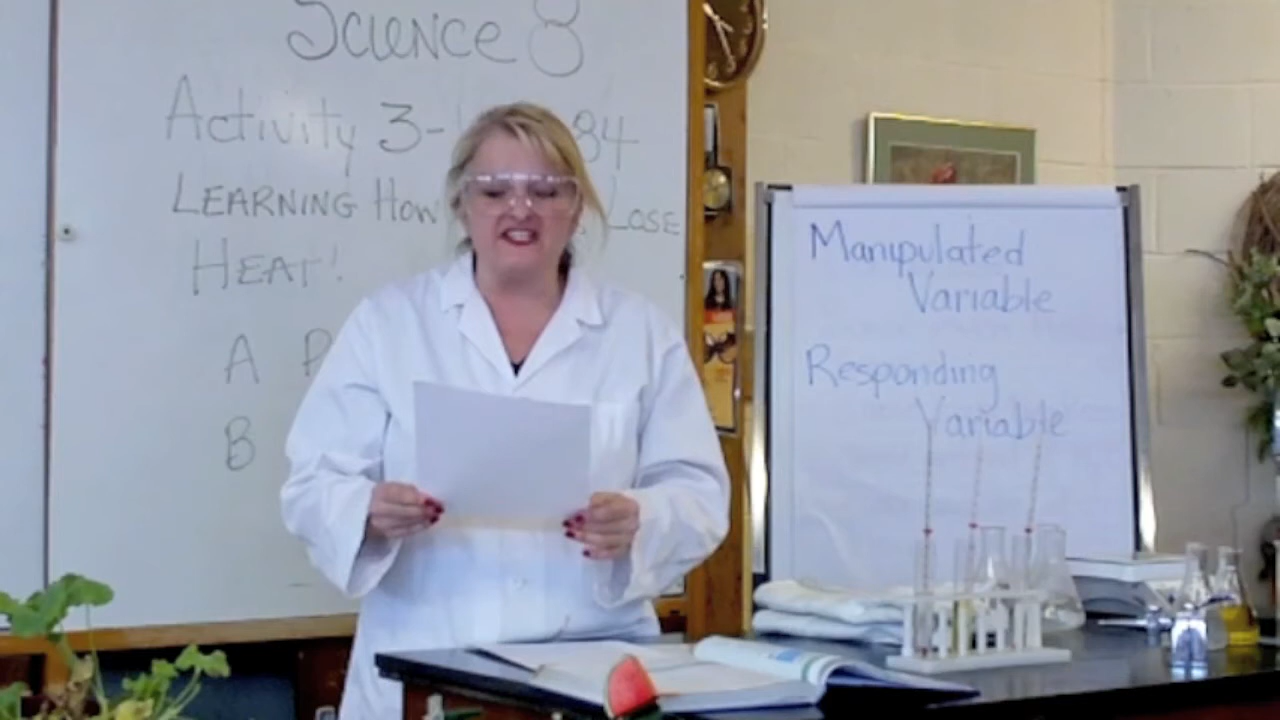 Science 8
Activity 3- 84
LEARNING How Lose
HEAT!
A P
B
Manipulated
Variable
Responding
Variable